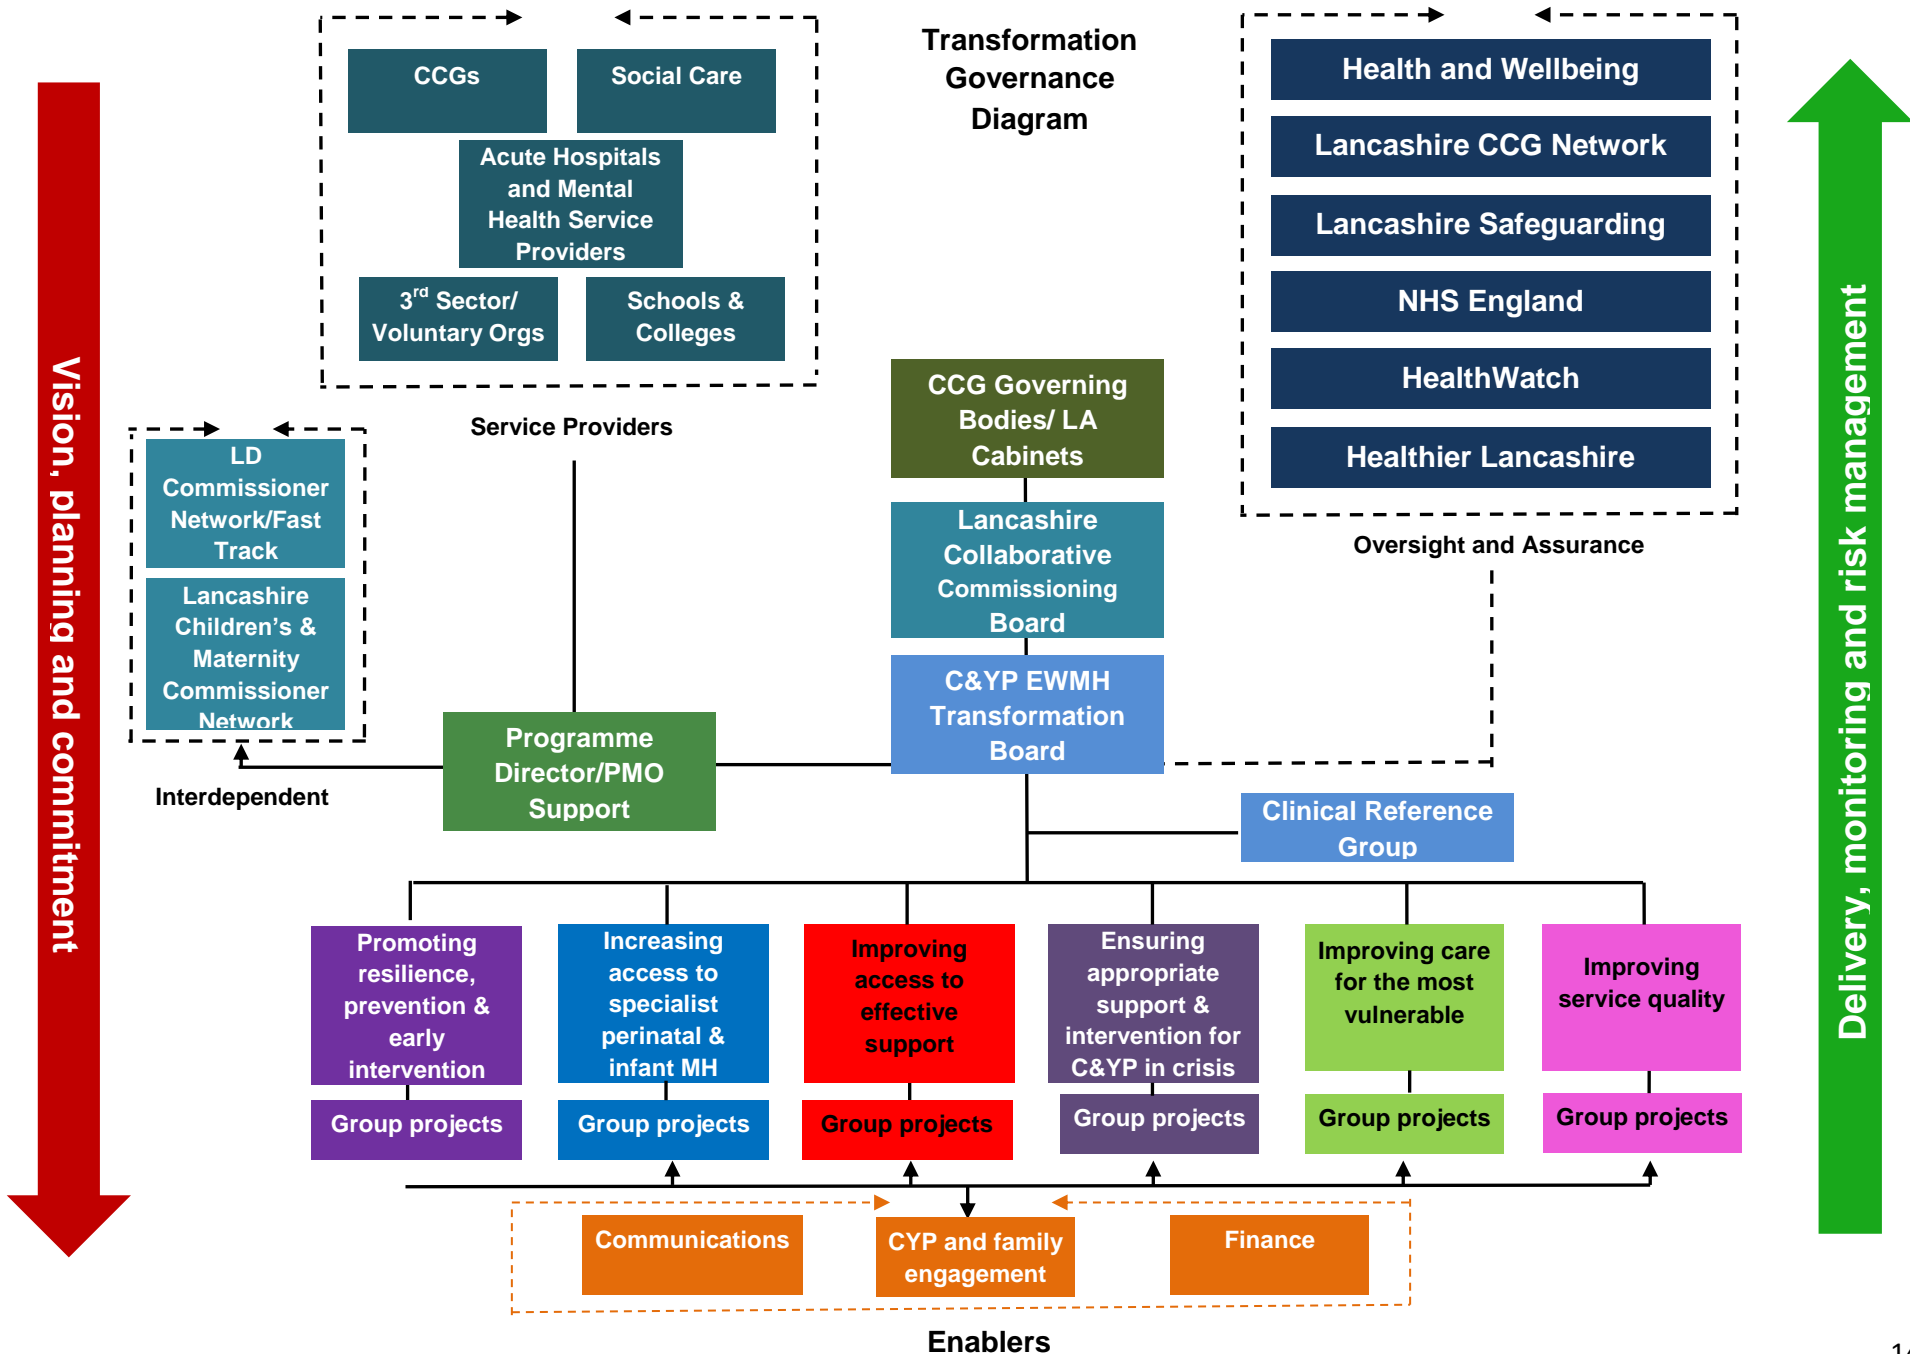 Transformation
Governance
Diagram
CCGs
Social Care
Acute Hospitals
and Mental
Health Service
Providers
3rd Sector/
Voluntary Orgs
Schools &
Colleges
Service Providers
Health and Wellbeing
Lancashire CCG Network
Lancashire Safeguarding
NHS England
HealthWatch
Healthier Lancashire
Oversight and Assurance
Vision, planning and commitment
Delivery, monitoring and risk management
LD
Commissioner
Network/Fast
Track
Lancashire
Children’s &
Maternity
Commissioner
Network
Interdependent
CCG Governing
Bodies/ LA
Cabinets
Lancashire
Collaborative
Commissioning
Board
C&YP EWMH
Transformation
Board
Programme
Director/PMO
Support
Clinical Reference
Group
Promoting
resilience,
prevention &
early
intervention
Increasing
access to
specialist
perinatal &
infant MH
Improving
access to
effective
support
Ensuring
appropriate
support &
intervention for
C&YP in crisis
Improving care
for the most
vulnerable
Improving
service quality
Group projects
Group projects
Group projects
Group projects
Group projects
Group projects
Communications
CYP and family
engagement
Finance
Enablers